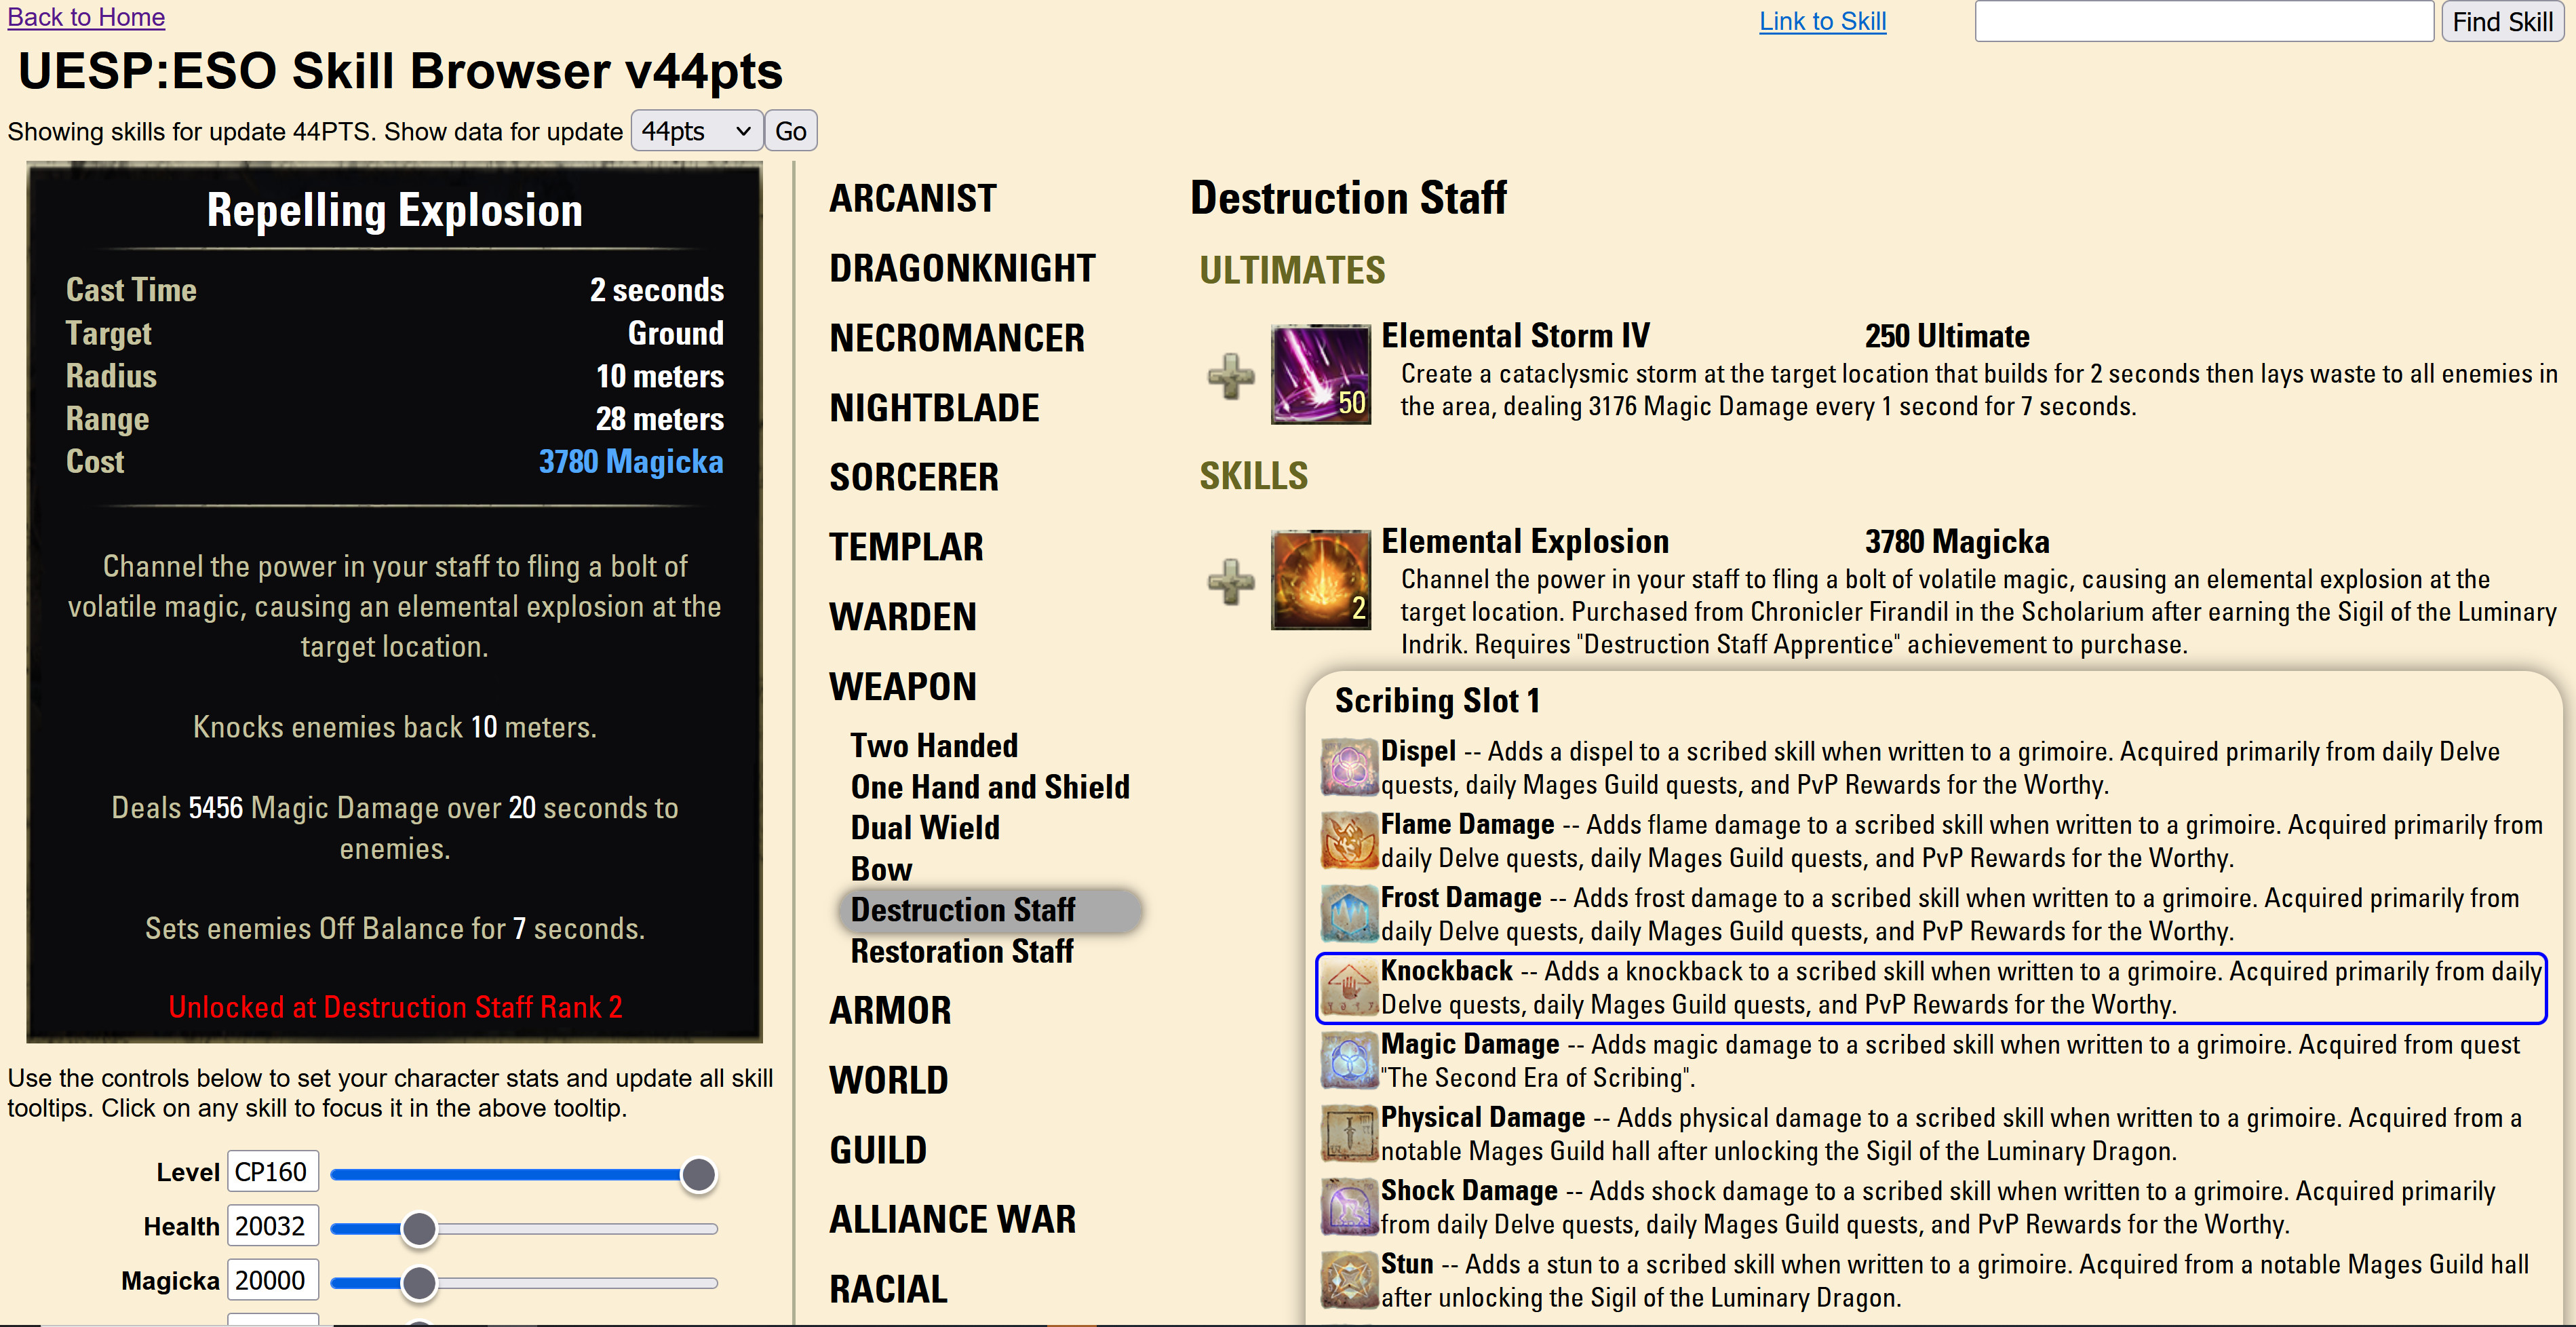 Back to Home
Link to Skill
Find Skill
UESP:ESO Skill Browser v44pts
Showing skills for update 44PTS. Show data for update 44pts Go
Repelling Explosion
Cast Time 2 seconds
Target Ground
Radius 10 meters
Range 28 meters
Cost 3780 Magicka
Channel the power in your staff to fling a bolt of
volatile magic, causing an elemental explosion at the
target location.
Knocks enemies back 10 meters.
Deals 5456 Magic Damage over 20 seconds to
enemies.
Sets enemies Off Balance for 7 seconds.
Unlocked at Destruction Staff Rank 2
Use the controls below to set your character stats and update all skill
tooltips. Click on any skill to focus it in the above tooltip.
Level CP160
Health 20032
Magicka 20000
ARCANIST
DRAGONKNIGHT
NECROMANCER
NIGHTBLADE
SORCERER
TEMPLAR
WARDEN
WEAPON
Two Handed
One Hand and Shield
Dual Wield
Bow
Destruction Staff
Restoration Staff
ARMOR
WORLD
GUILD
ALLIANCE WAR
RACIAL
Destruction Staff
ULTIMATES
50
Elemental Storm IV 250 Ultimate
Create a cataclysmic storm at the target location that builds for 2 seconds then lays waste to all enemies in
the area, dealing 3176 Magic Damage every 1 second for 7 seconds.
SKILLS
2
Elemental Explosion 3780 Magicka
Channel the power in your staff to fling a bolt of volatile magic, causing an elemental explosion at the
target location. Purchased from Chronicler Firandil in the Scholarium after earning the Sigil of the Luminary
Indrik. Requires "Destruction Staff Apprentice" achievement to purchase.
Scribing Slot 1
Dispel -- Adds a dispel to a scribed skill when written to a grimoire. Acquired primarily from daily Delve
quests, daily Mages Guild quests, and PvP Rewards for the Worthy.
Flame Damage -- Adds flame damage to a scribed skill when written to a grimoire. Acquired primarily from
daily Delve quests, daily Mages Guild quests, and PvP Rewards for the Worthy.
Frost Damage -- Adds frost damage to a scribed skill when written to a grimoire. Acquired primarily from
daily Delve quests, daily Mages Guild quests, and PvP Rewards for the Worthy.
Knockback -- Adds a knockback to a scribed skill when written to a grimoire. Acquired primarily from daily
Delve quests, daily Mages Guild quests, and PvP Rewards for the Worthy.
Magic Damage -- Adds magic damage to a scribed skill when written to a grimoire. Acquired from quest
"The Second Era of Scribing".
Physical Damage -- Adds physical damage to a scribed skill when written to a grimoire. Acquired from a
notable Mages Guild hall after unlocking the Sigil of the Luminary Dragon.
Shock Damage -- Adds shock damage to a scribed skill when written to a grimoire. Acquired primarily
from daily Delve quests, daily Mages Guild quests, and PvP Rewards for the Worthy.
Stun -- Adds a stun to a scribed skill when written to a grimoire. Acquired from a notable Mages Guild hall
after unlocking the Sigil of the Luminary Dragon.